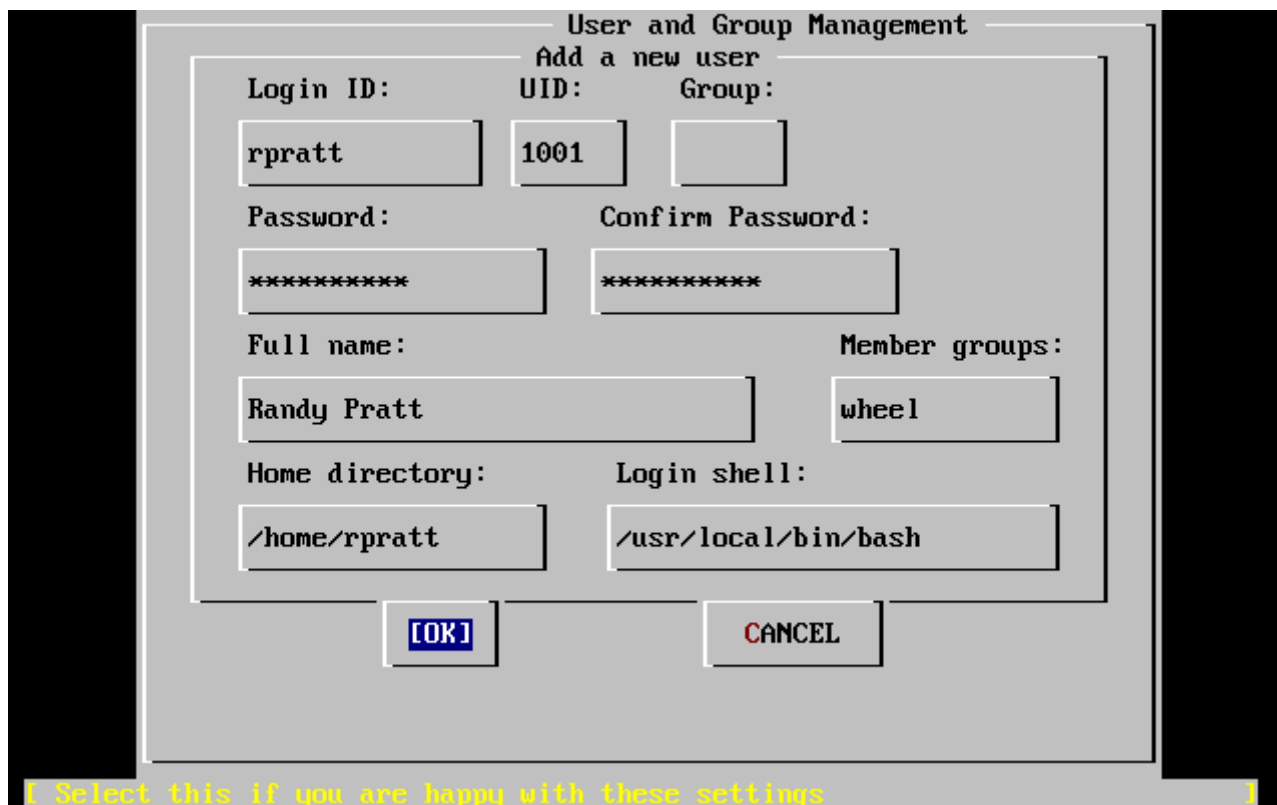 User and Group Management
Add a new user
Login ID: UID: Group:
rpratt 1001
Password: Confirm Password:
********** **********
Full name: Member groups:
Randy Pratt wheel
Home directory: Login shell:
/home/rpratt /usr/local/bin/bash
[OK] CANCEL
[ Select this if you are happy with these settings ]